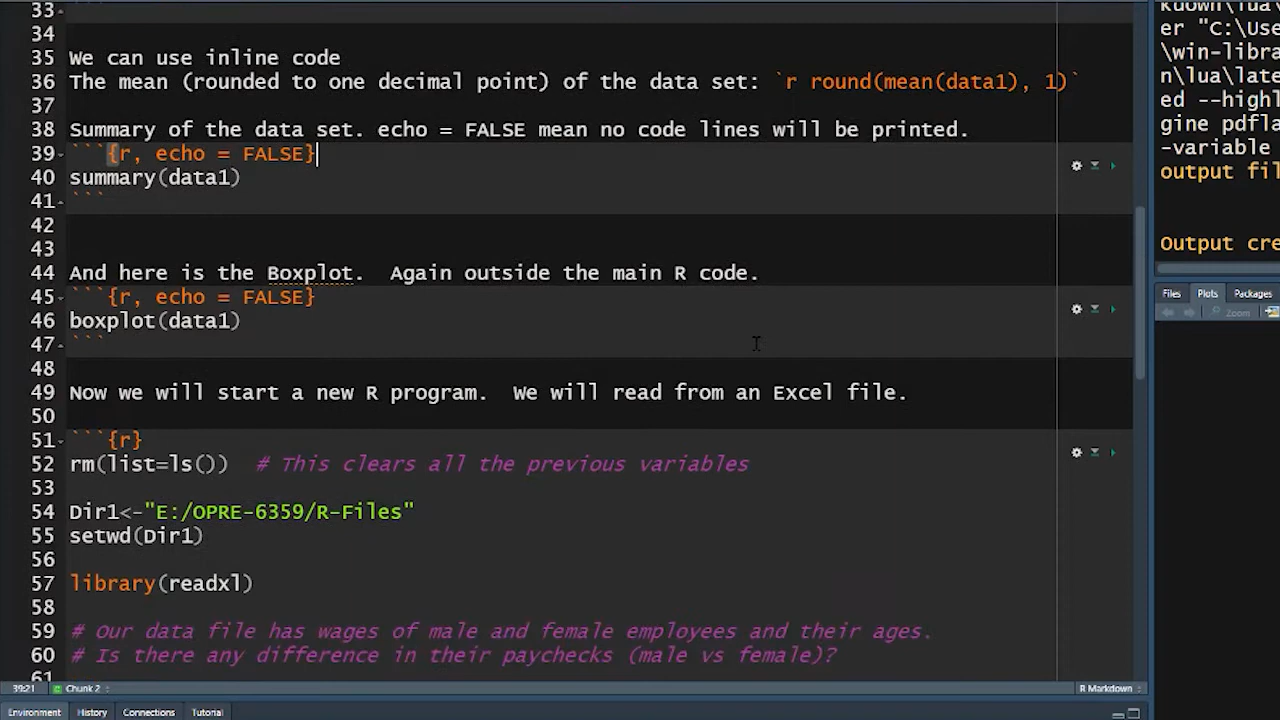 33
34
35 We can use inline code
36 The mean (rounded to one decimal point) of the data set: `r round(mean(data1), 1)`
37
38 Summary of the data set. echo = FALSE mean no code lines will be printed.
39 ```{r, echo = FALSE}
40 summary(data1)
41 ```
42
43
44 And here is the Boxplot.  Again outside the main R code.
45 ```{r, echo = FALSE}
46 boxplot(data1)
47 ```
48
49 Now we will start a new R program.  We will read from an Excel file.
50
51 ```{r}
52 rm(list=ls())  # This clears all the previous variables
53
54 Dir1<-"E:/OPRE-6359/R-Files"
55 setwd(Dir1)
56
57 library(readxl)
58
59 # Our data file has wages of male and female employees and their ages.
60 # Is there any difference in their paychecks (male vs female)?
61
39:21 Chunk 2 R Markdown
Environment History Connections Tutorial
kdown\lua\
er "C:\Use
\win-libra
n\lua\late
ed --highl
gine pdfla
-variable
output fil
Output cre
Files Plots Packages
Zoom